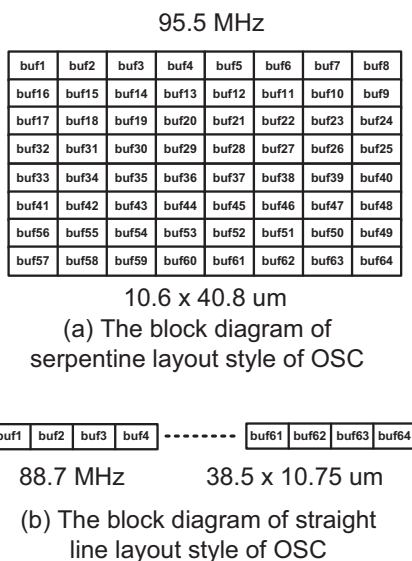 95.5 MHz
buf1 buf2 buf3 buf4 buf5 buf6 buf7 buf8
buf16 buf15 buf14 buf13 buf12 buf11 buf10 buf9
buf17 buf18 buf19 buf20 buf21 buf22 buf23 buf24
buf32 buf31 buf30 buf29 buf28 buf27 buf26 buf25
buf33 buf34 buf35 buf36 buf37 buf38 buf39 buf40
buf41 buf42 buf43 buf44 buf45 buf46 buf47 buf48
buf56 buf55 buf54 buf53 buf52 buf51 buf50 buf49
buf57 buf58 buf59 buf60 buf61 buf62 buf63 buf64
10.6 x 40.8 um
(a) The block diagram of
serpentine layout style of OSC
buf1 buf2 buf3 buf4 buf61 buf62 buf63 buf64
88.7 MHz 38.5 x 10.75 um
(b) The block diagram of straight
line layout style of OSC